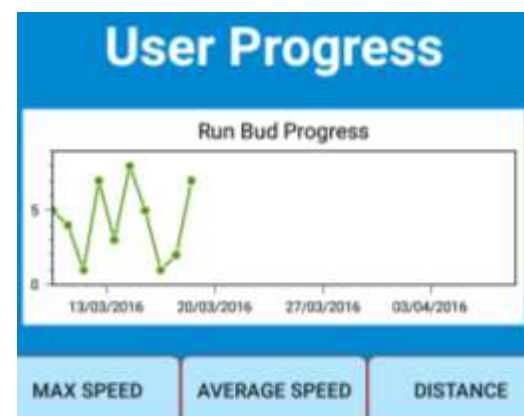 User Progress
Run Bud Progress
5
0
13/03/2016 20/03/2016 27/03/2016 03/04/2016
MAX SPEED AVERAGE SPEED DISTANCE